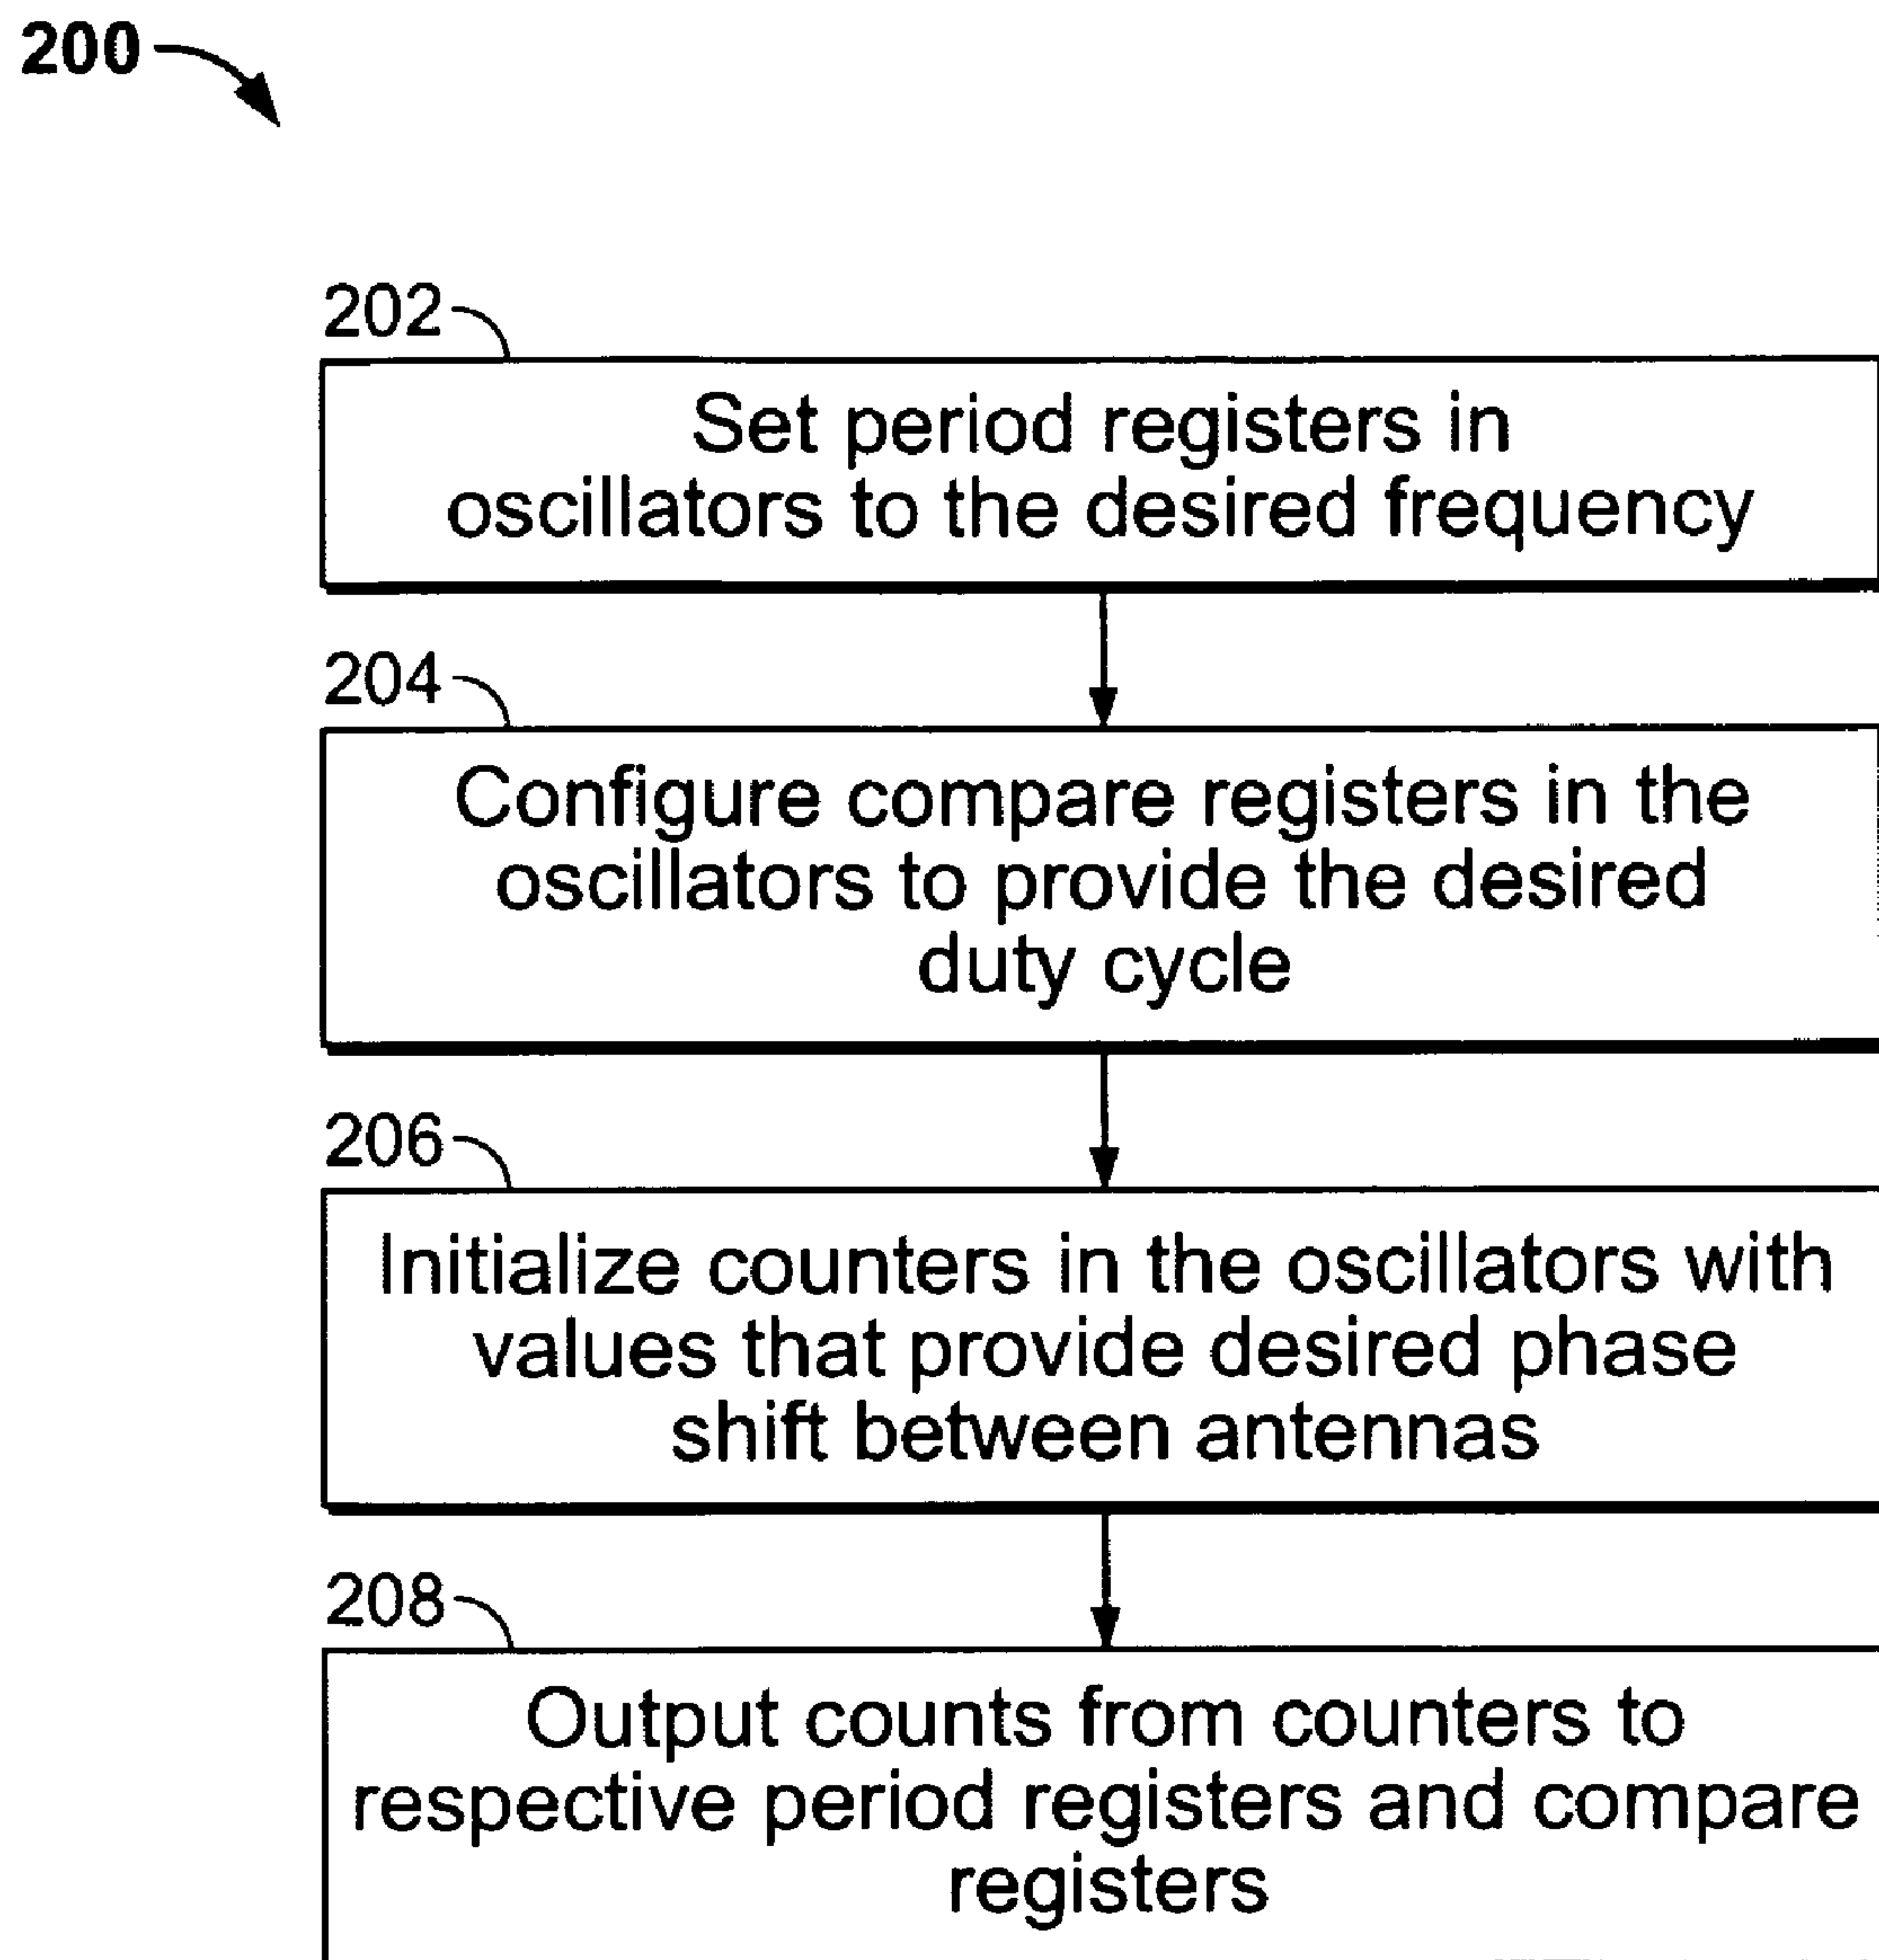 200
202
Set period registers in
oscillators to the desired frequency
204
Configure compare registers in the
oscillators to provide the desired
duty cycle
206
Initialize counters in the oscillators with
values that provide desired phase
shift between antennas
208
Output counts from counters to
respective period registers and compare
registers